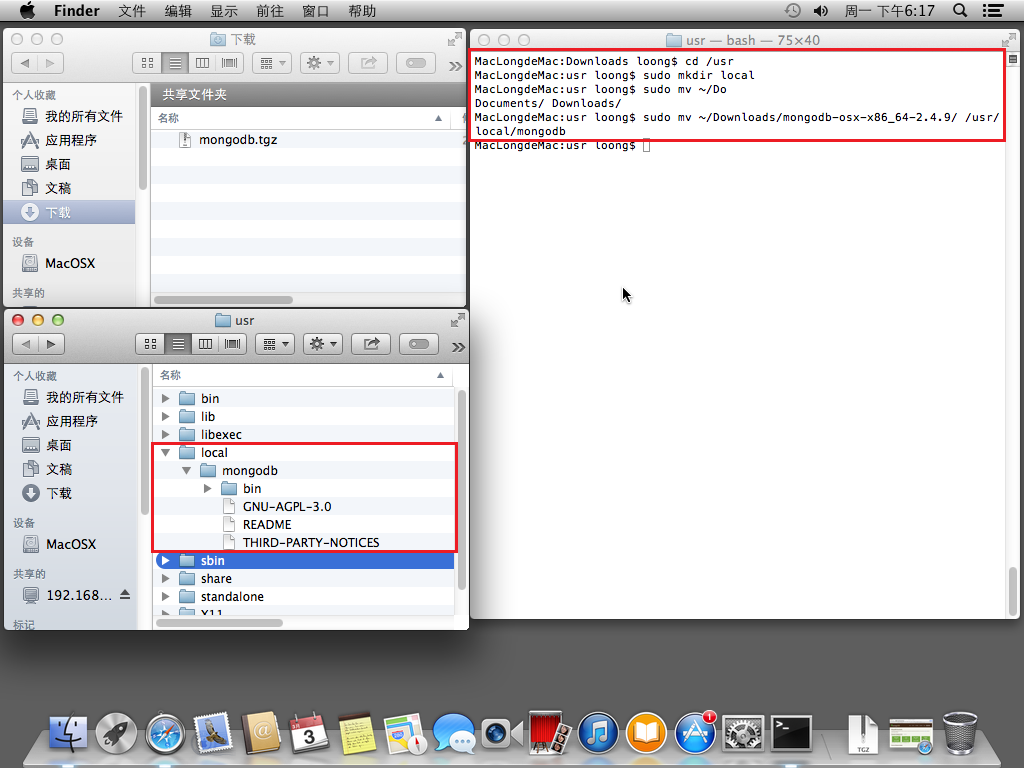 Finder 文件 编辑 显示 前往 窗口 帮助 周一 下午6:17
下载
个人收藏
我的所有文件
应用程序
桌面
文稿
下载
设备
MacOSX
共享的
共享文件夹
名称
mongodb.tgz
usr — bash — 75×40
MacLongdeMac:Downloads loong$ cd /usr
MacLongdeMac:usr loong$ sudo mkdir local
MacLongdeMac:usr loong$ sudo mv ~/Do
Documents/ Downloads/
MacLongdeMac:usr loong$ sudo mv ~/Downloads/mongodb-osx-x86_64-2.4.9/ /usr/
local/mongodb
MacLongdeMac:usr loong$
usr
个人收藏
我的所有文件
应用程序
桌面
文稿
下载
设备
MacOSX
共享的
192.168...
标记
名称
bin
lib
libexec
local
mongodb
bin
GNU-AGPL-3.0
README
THIRD-PARTY-NOTICES
sbin
share
standalone
X11
3
1
TGZ